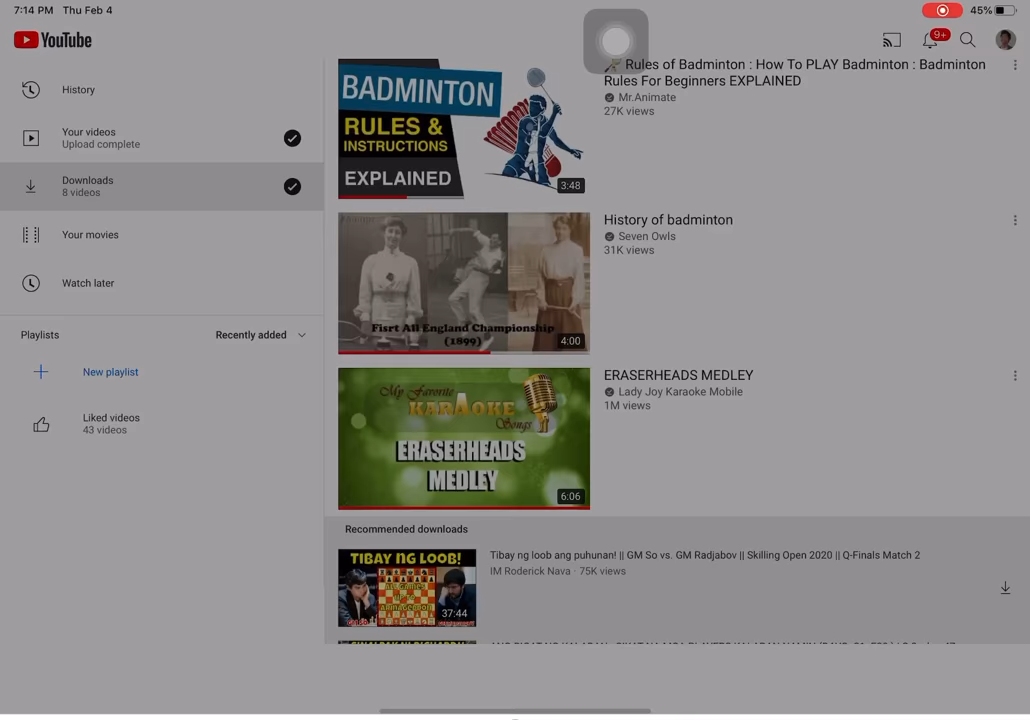 7:14 PM Thu Feb 4
45%
YouTube
9+
History
Your videos
Upload complete
Downloads
8 videos
Your movies
Watch later
Playlists
Recently added
New playlist
Liked videos
43 videos
BADMINTON
RULES &
INSTRUCTIONS
EXPLAINED
3:48
Rules of Badminton : How To PLAY Badminton : Badminton
Rules For Beginners EXPLAINED
Mr.Animate
27K views
Fisrt All England Championship
(1899)
4:00
History of badminton
Seven Owls
31K views
My Favorite
KARAOKE
Songs
ERASERHEADS
MEDLEY
6:06
ERASERHEADS MEDLEY
Lady Joy Karaoke Mobile
1M views
Recommended downloads
TIBAY NG LOOB!
37:44
Tibay ng loob ang puhunan! || GM So vs. GM Radjabov || Skilling Open 2020 || Q-Finals Match 2
IM Roderick Nava · 75K views